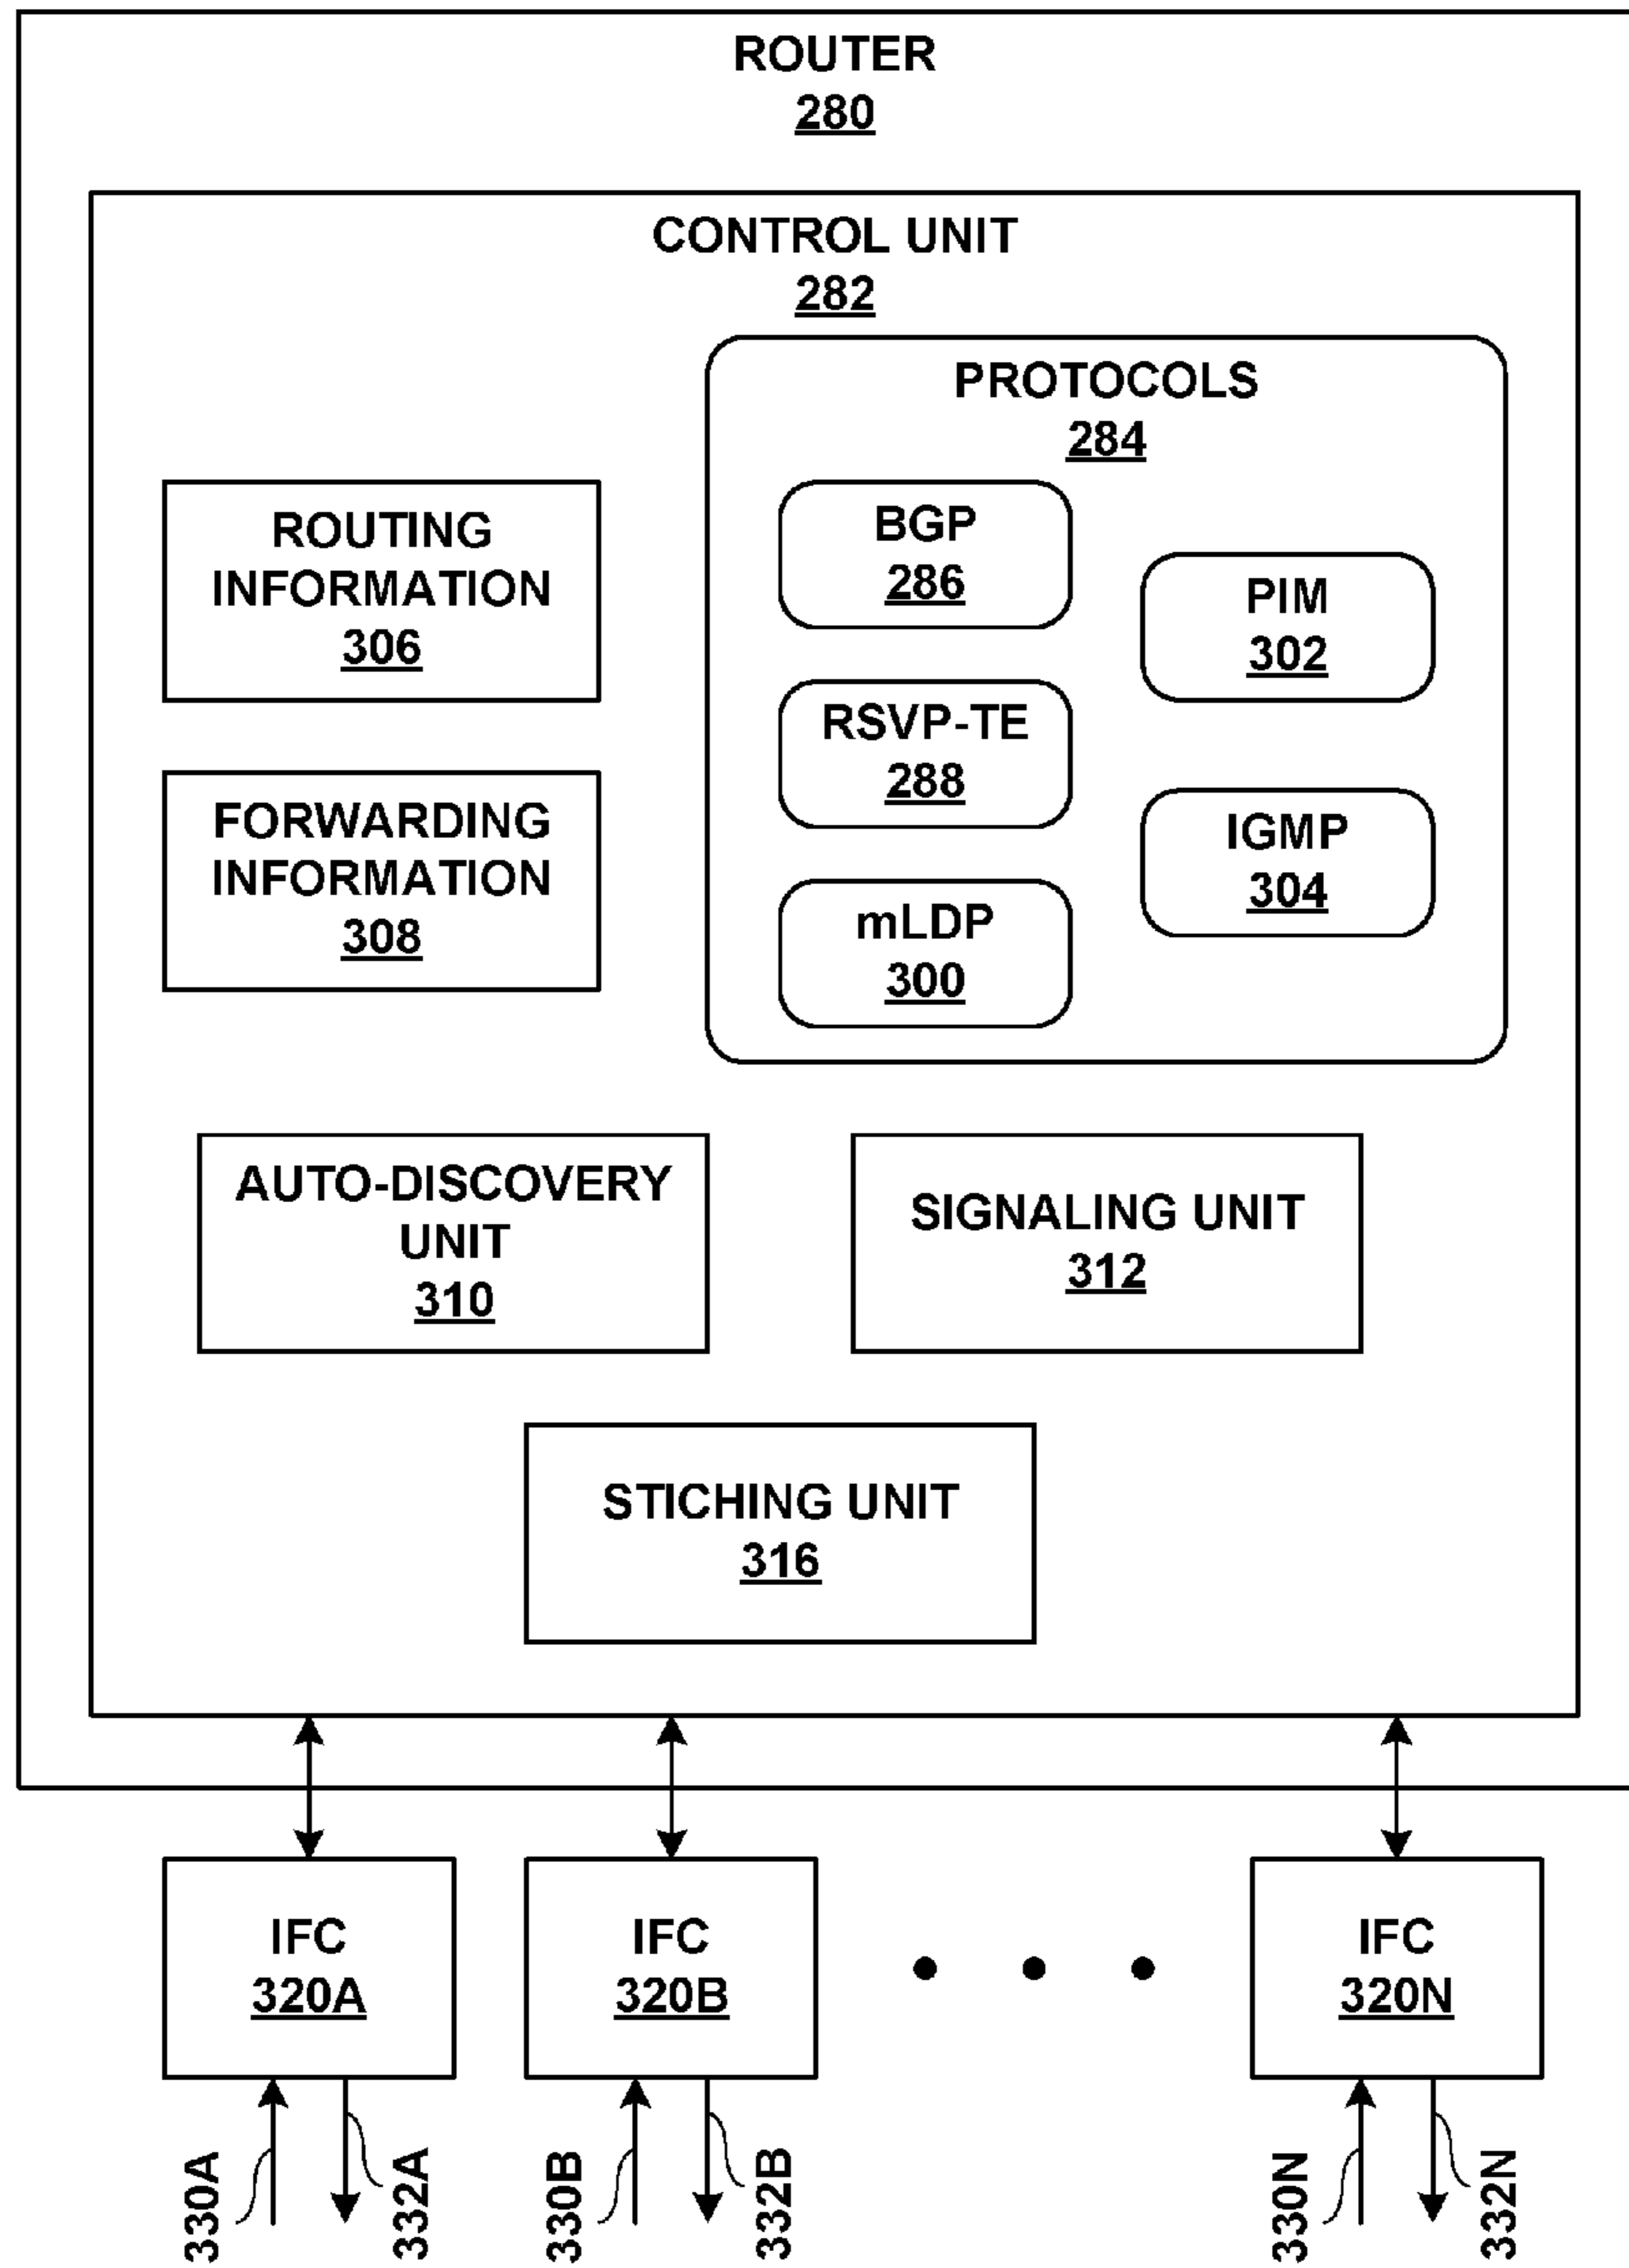 ROUTER
280
CONTROL UNIT
282
PROTOCOLS
284
ROUTING
INFORMATION
306
FORWARDING
INFORMATION
308
BGP
286
RSVP-TE
288
mLDP
300
PIM
302
IGMP
304
AUTO-DISCOVERY
UNIT
310
SIGNALING UNIT
312
STICHING UNIT
316
IFC
320A
IFC
320B
IFC
320N
330A
332A
330B
332B
330N
332N